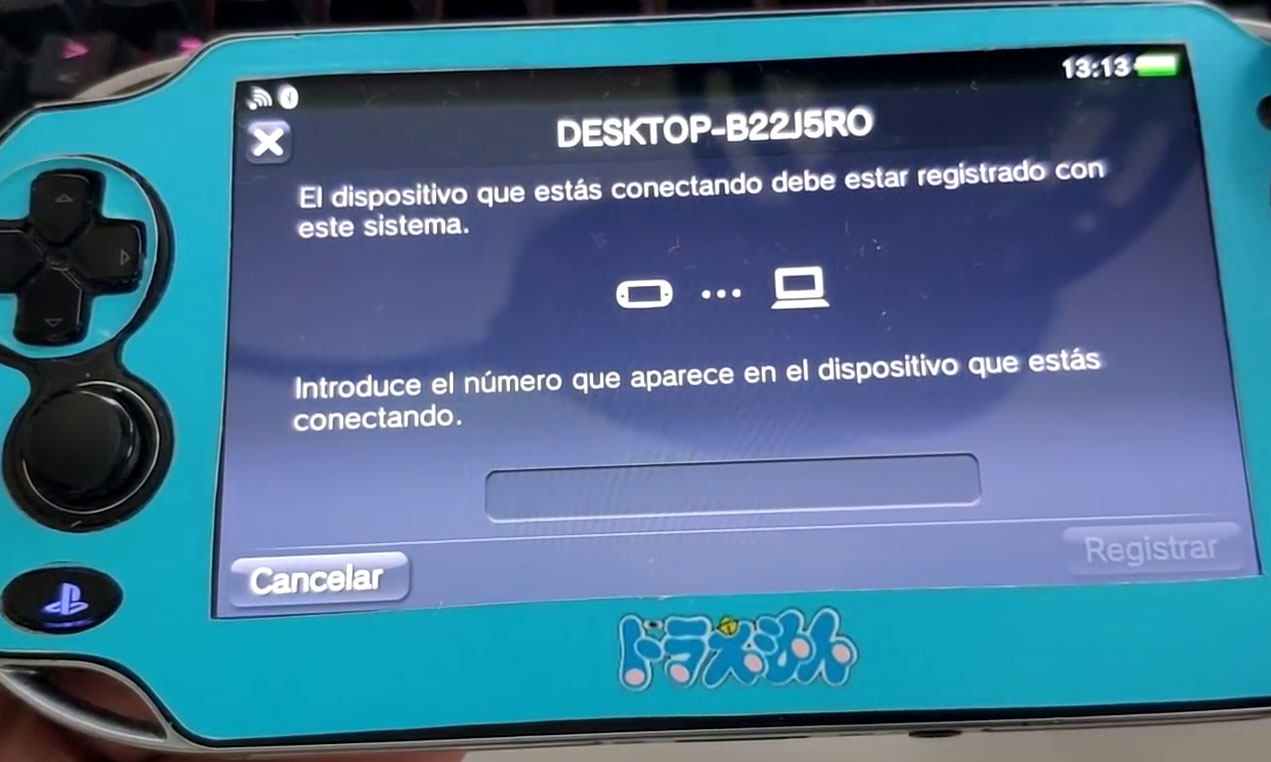 13:13
DESKTOP-B22J5RO
El dispositivo que estás conectando debe estar registrado con
este sistema.
Introduce el número que aparece en el dispositivo que estás
conectando.
Cancelar
Registrar
ドラえもん